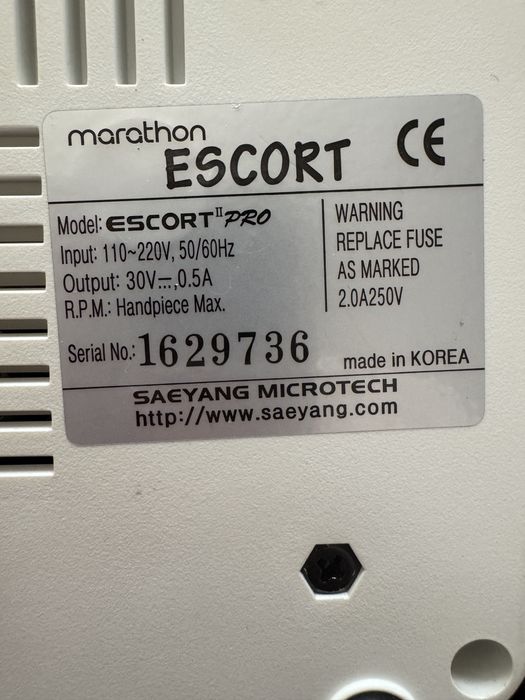 marathon
ESCORT CE
Model: ESCORT II PRO
Input: 110~220V, 50/60Hz
Output: 30V⎓,0.5A
R.P.M.: Handpiece Max.
WARNING
REPLACE FUSE
AS MARKED
2.0A250V
Serial No.: 1629736
made in KOREA
SAEYANG MICROTECH
http://www.saeyang.com